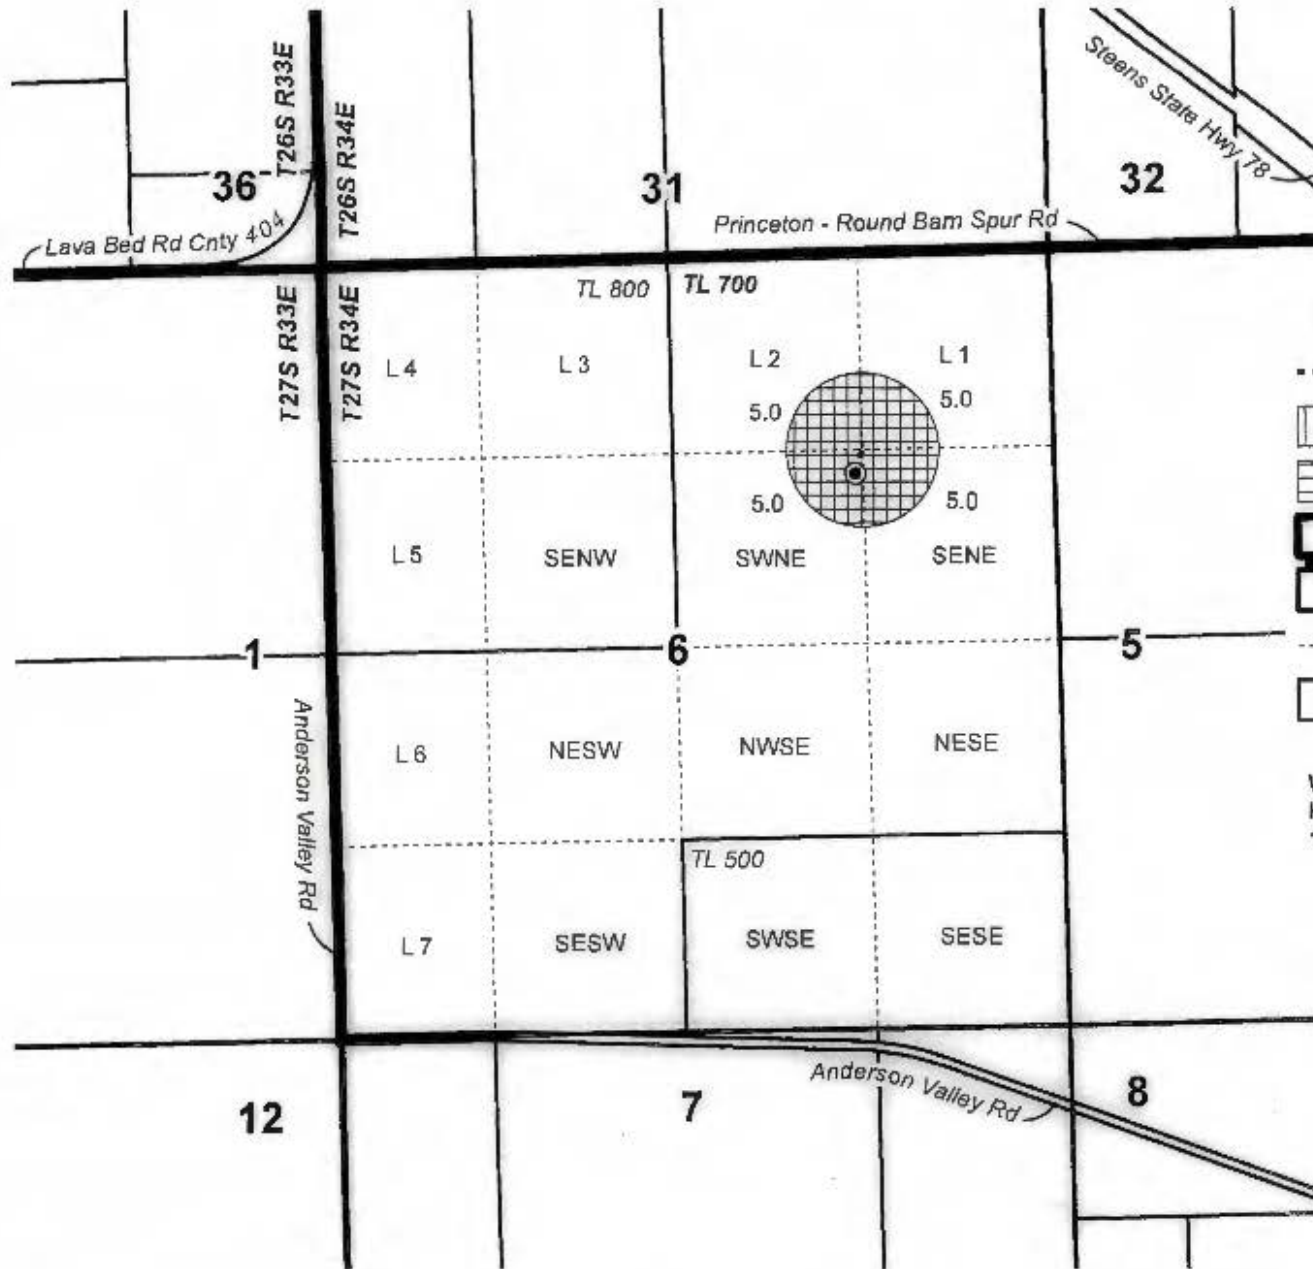 T26S R33E
T26S R34E
Steens State Hwy 78
36
31
32
Lava Bed Rd Cnty 404
Princeton - Round Barn Spur Rd
T27S R33E
T27S R34E
TL 800
TL 700
L 4
L 3
L 2
L 1
5.0
5.0
5.0
5.0
L 5
SENW
SWNE
SENE
1
6
5
Anderson Valley Rd
L 6
NESW
NWSE
NESE
TL 500
L 7
SESW
SWSE
SESE
Anderson Valley Rd
12
7
8